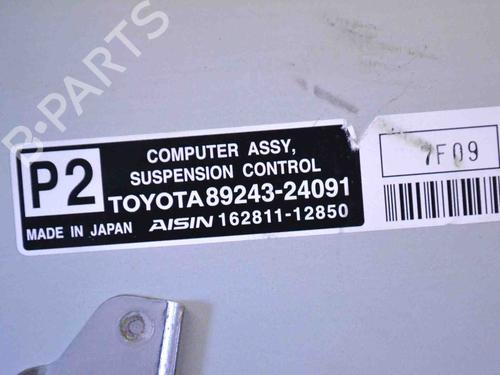 B-PARTS
P2
COMPUTER ASSY,
SUSPENSION CONTROL
TOYOTA 89243-24091
MADE IN JAPAN AISIN 162811-12850
7F09